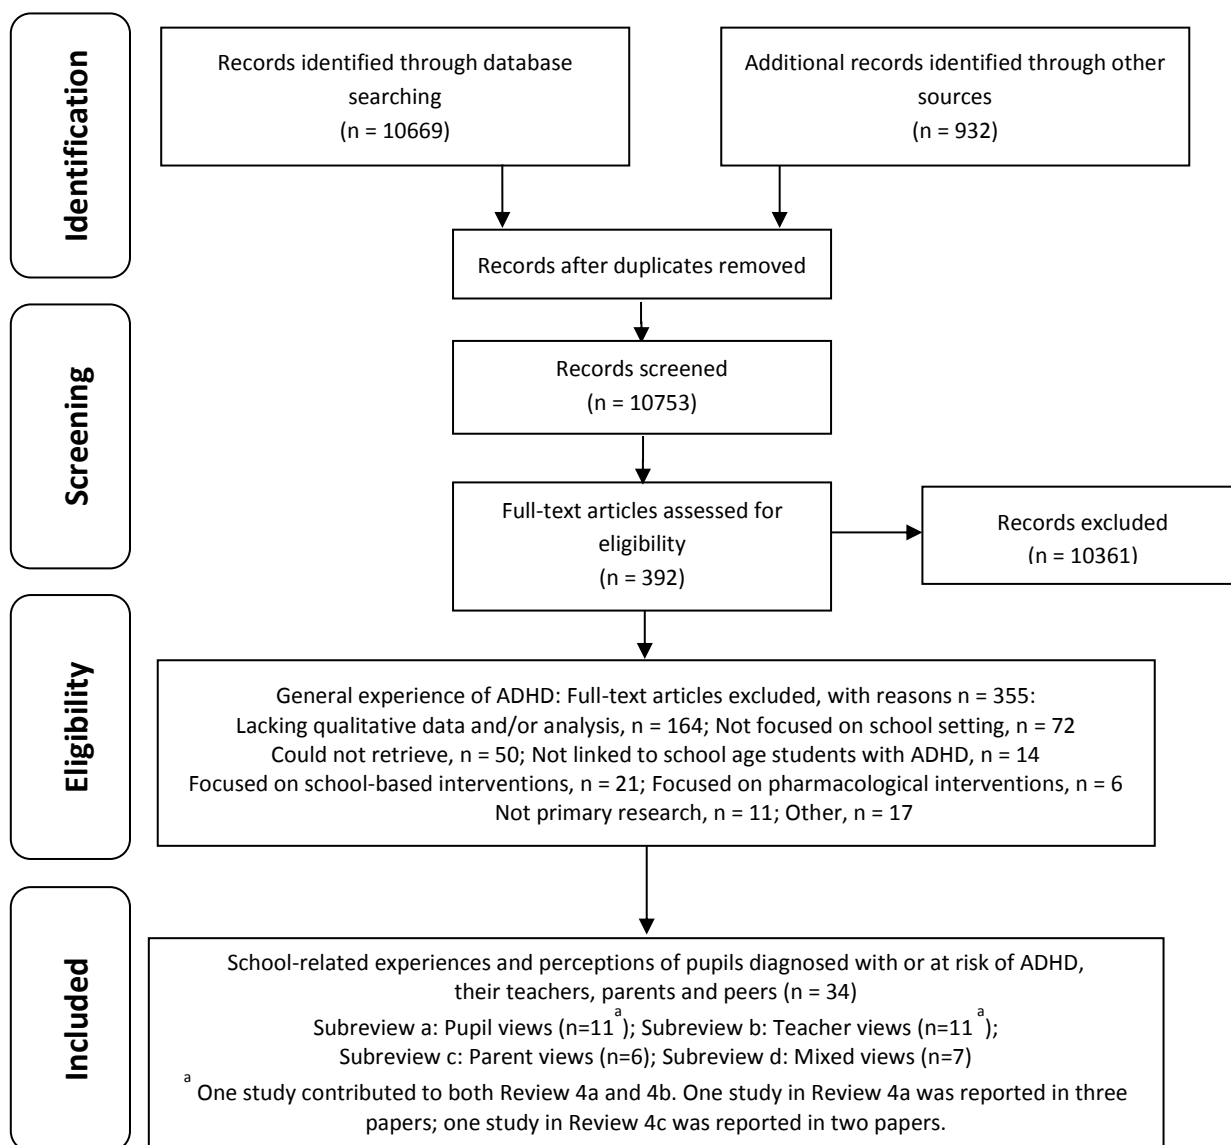 Identification
Records identified through database
searching
(n = 10669)
Additional records identified through other
sources
(n = 932)
Records after duplicates removed
Screening
Records screened
(n = 10753)
Full-text articles assessed for
eligibility
(n = 392)
Records excluded
(n = 10361)
Eligibility
General experience of ADHD: Full-text articles excluded, with reasons n = 355:
Lacking qualitative data and/or analysis, n = 164; Not focused on school setting, n = 72
Could not retrieve, n = 50; Not linked to school age students with ADHD, n = 14
Focused on school-based interventions, n = 21; Focused on pharmacological interventions, n = 6
Not primary research, n = 11; Other, n = 17
Included
School-related experiences and perceptions of pupils diagnosed with or at risk of ADHD,
their teachers, parents and peers (n = 34)
Subreview a: Pupil views (n=11 a); Subreview b: Teacher views (n=11 a);
Subreview c: Parent views (n=6); Subreview d: Mixed views (n=7)
a One study contributed to both Review 4a and 4b. One study in Review 4a was reported in three
papers; one study in Review 4c was reported in two papers.